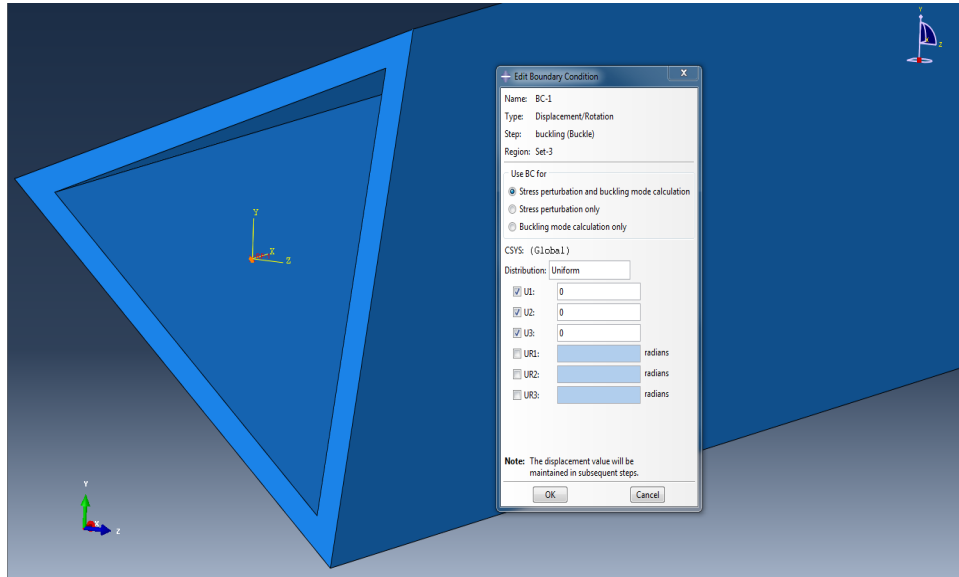 Y
Z
Edit Boundary Condition
X
Name: BC-1
Type: Displacement/Rotation
Step: buckling (Buckle)
Region: Set-3
Use BC for
Stress perturbation and buckling mode calculation
Stress perturbation only
Buckling mode calculation only
CSYS: (Global)
Distribution: Uniform
U1: 0
U2: 0
U3: 0
UR1: radians
UR2: radians
UR3: radians
Note: The displacement value will be
maintained in subsequent steps.
OK Cancel
Y
X
Z
Y
X
Z